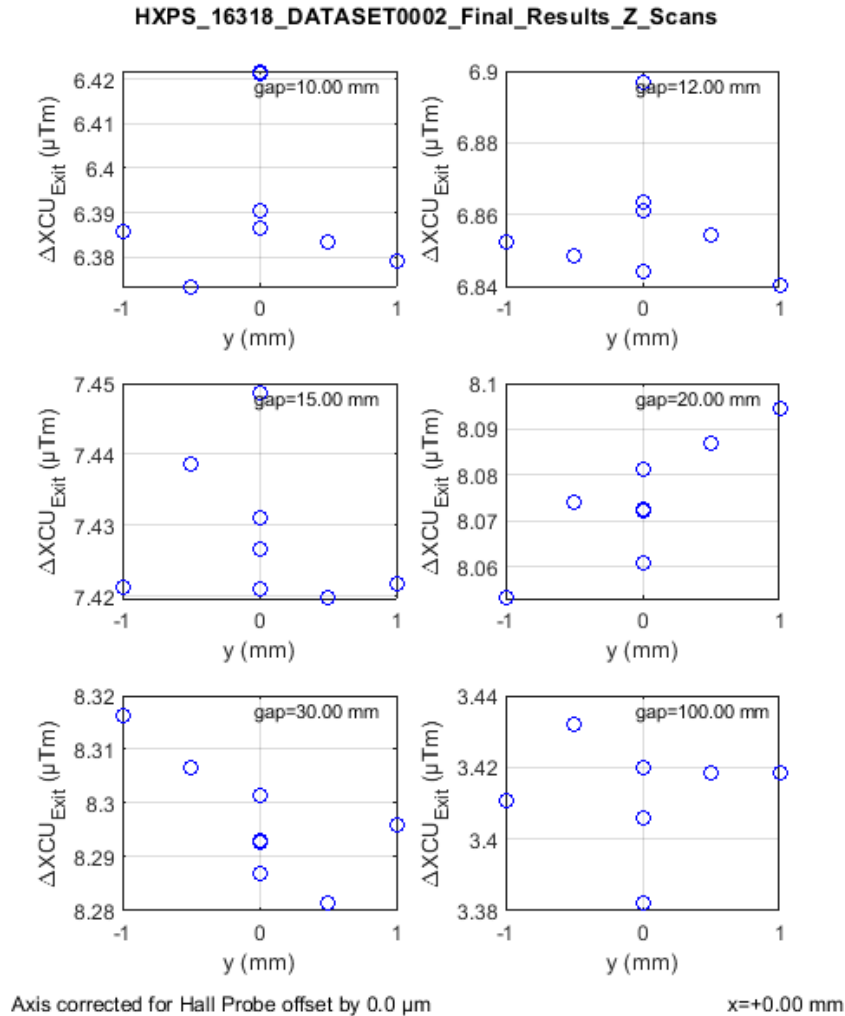 HXPS_16318_DATASET0002_Final_Results_Z_Scans
gap=10.00 mm
6.42
6.41
6.4
6.39
6.38
ΔXCU_Exit (µTm)
-1 0 1
y (mm)
gap=12.00 mm
6.9
6.88
6.86
6.84
ΔXCU_Exit (µTm)
-1 0 1
y (mm)
gap=15.00 mm
7.45
7.44
7.43
7.42
ΔXCU_Exit (µTm)
-1 0 1
y (mm)
gap=20.00 mm
8.1
8.09
8.08
8.07
8.06
ΔXCU_Exit (µTm)
-1 0 1
y (mm)
gap=30.00 mm
8.32
8.31
8.3
8.29
8.28
ΔXCU_Exit (µTm)
-1 0 1
y (mm)
gap=100.00 mm
3.44
3.42
3.4
3.38
ΔXCU_Exit (µTm)
-1 0 1
y (mm)
Axis corrected for Hall Probe offset by 0.0 µm
x=+0.00 mm